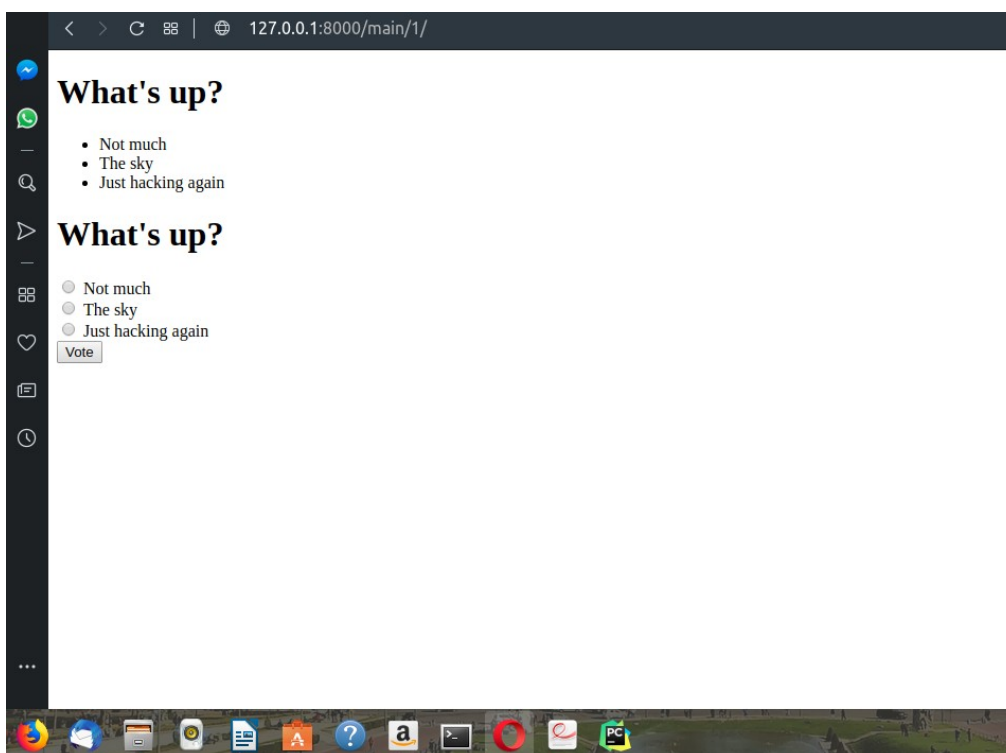 127.0.0.1:8000/main/1/
What's up?
Not much
The sky
Just hacking again
What's up?
Not much
The sky
Just hacking again
Vote
A
?
a
>_
PC